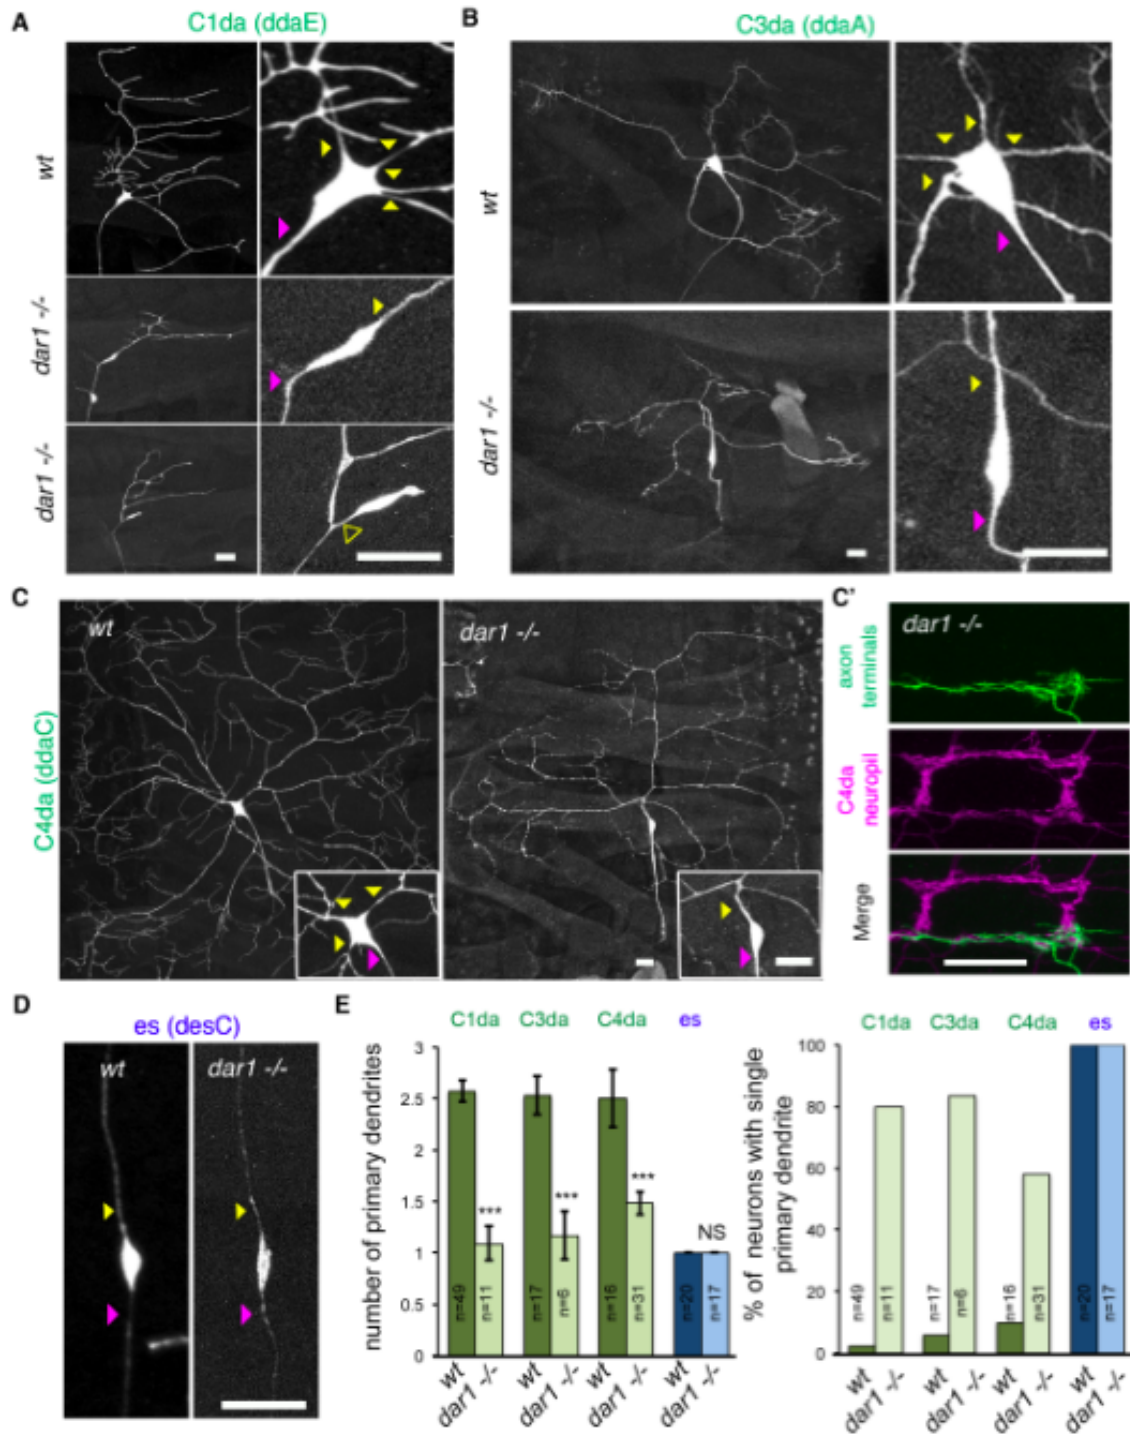 A
C1da (ddaE)
wt
dar1 -/-
dar1 -/-
B
C3da (ddaA)
wt
dar1 -/-
C
C4da (ddaC)
wt
dar1 -/-
C'
dar1 -/-
axon
terminals
C4da
neuropil
Merge
D
es (desC)
wt
dar1 -/-
E
C1da C3da C4da es
number of primary dendrites
3
2.5
2
1.5
1
0.5
0
*** *** *** NS
n=49 n=11 n=17 n=6 n=16 n=31 n=20 n=17
wt dar1 -/- wt dar1 -/- wt dar1 -/- wt dar1 -/-
C1da C3da C4da es
% of neurons with single
primary dendrite
100
80
60
40
20
0
n=49 n=11 n=17 n=6 n=16 n=31 n=20 n=17
wt dar1 -/- wt dar1 -/- wt dar1 -/- wt dar1 -/-